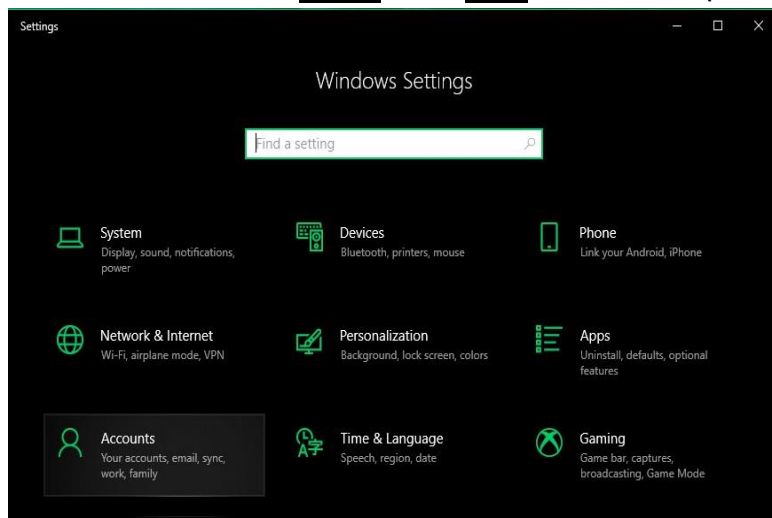 Settings
Windows Settings
Find a setting
System
Display, sound, notifications,
power
Devices
Bluetooth, printers, mouse
Phone
Link your Android, iPhone
Network & Internet
Wi-Fi, airplane mode, VPN
Personalization
Background, lock screen, colors
Apps
Uninstall, defaults, optional
features
Accounts
Your accounts, email, sync,
work, family
Time & Language
Speech, region, date
Gaming
Game bar, captures,
broadcasting, Game Mode